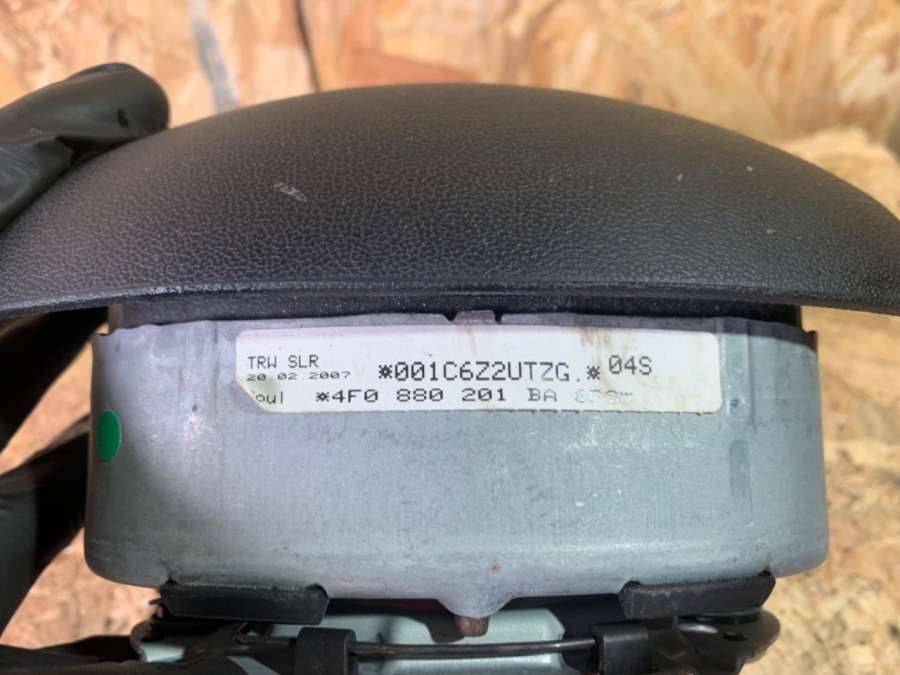 TRW SLR
20.02.2007
*001C6Z2UTZG.*
04S
*4F0 880 201 BA